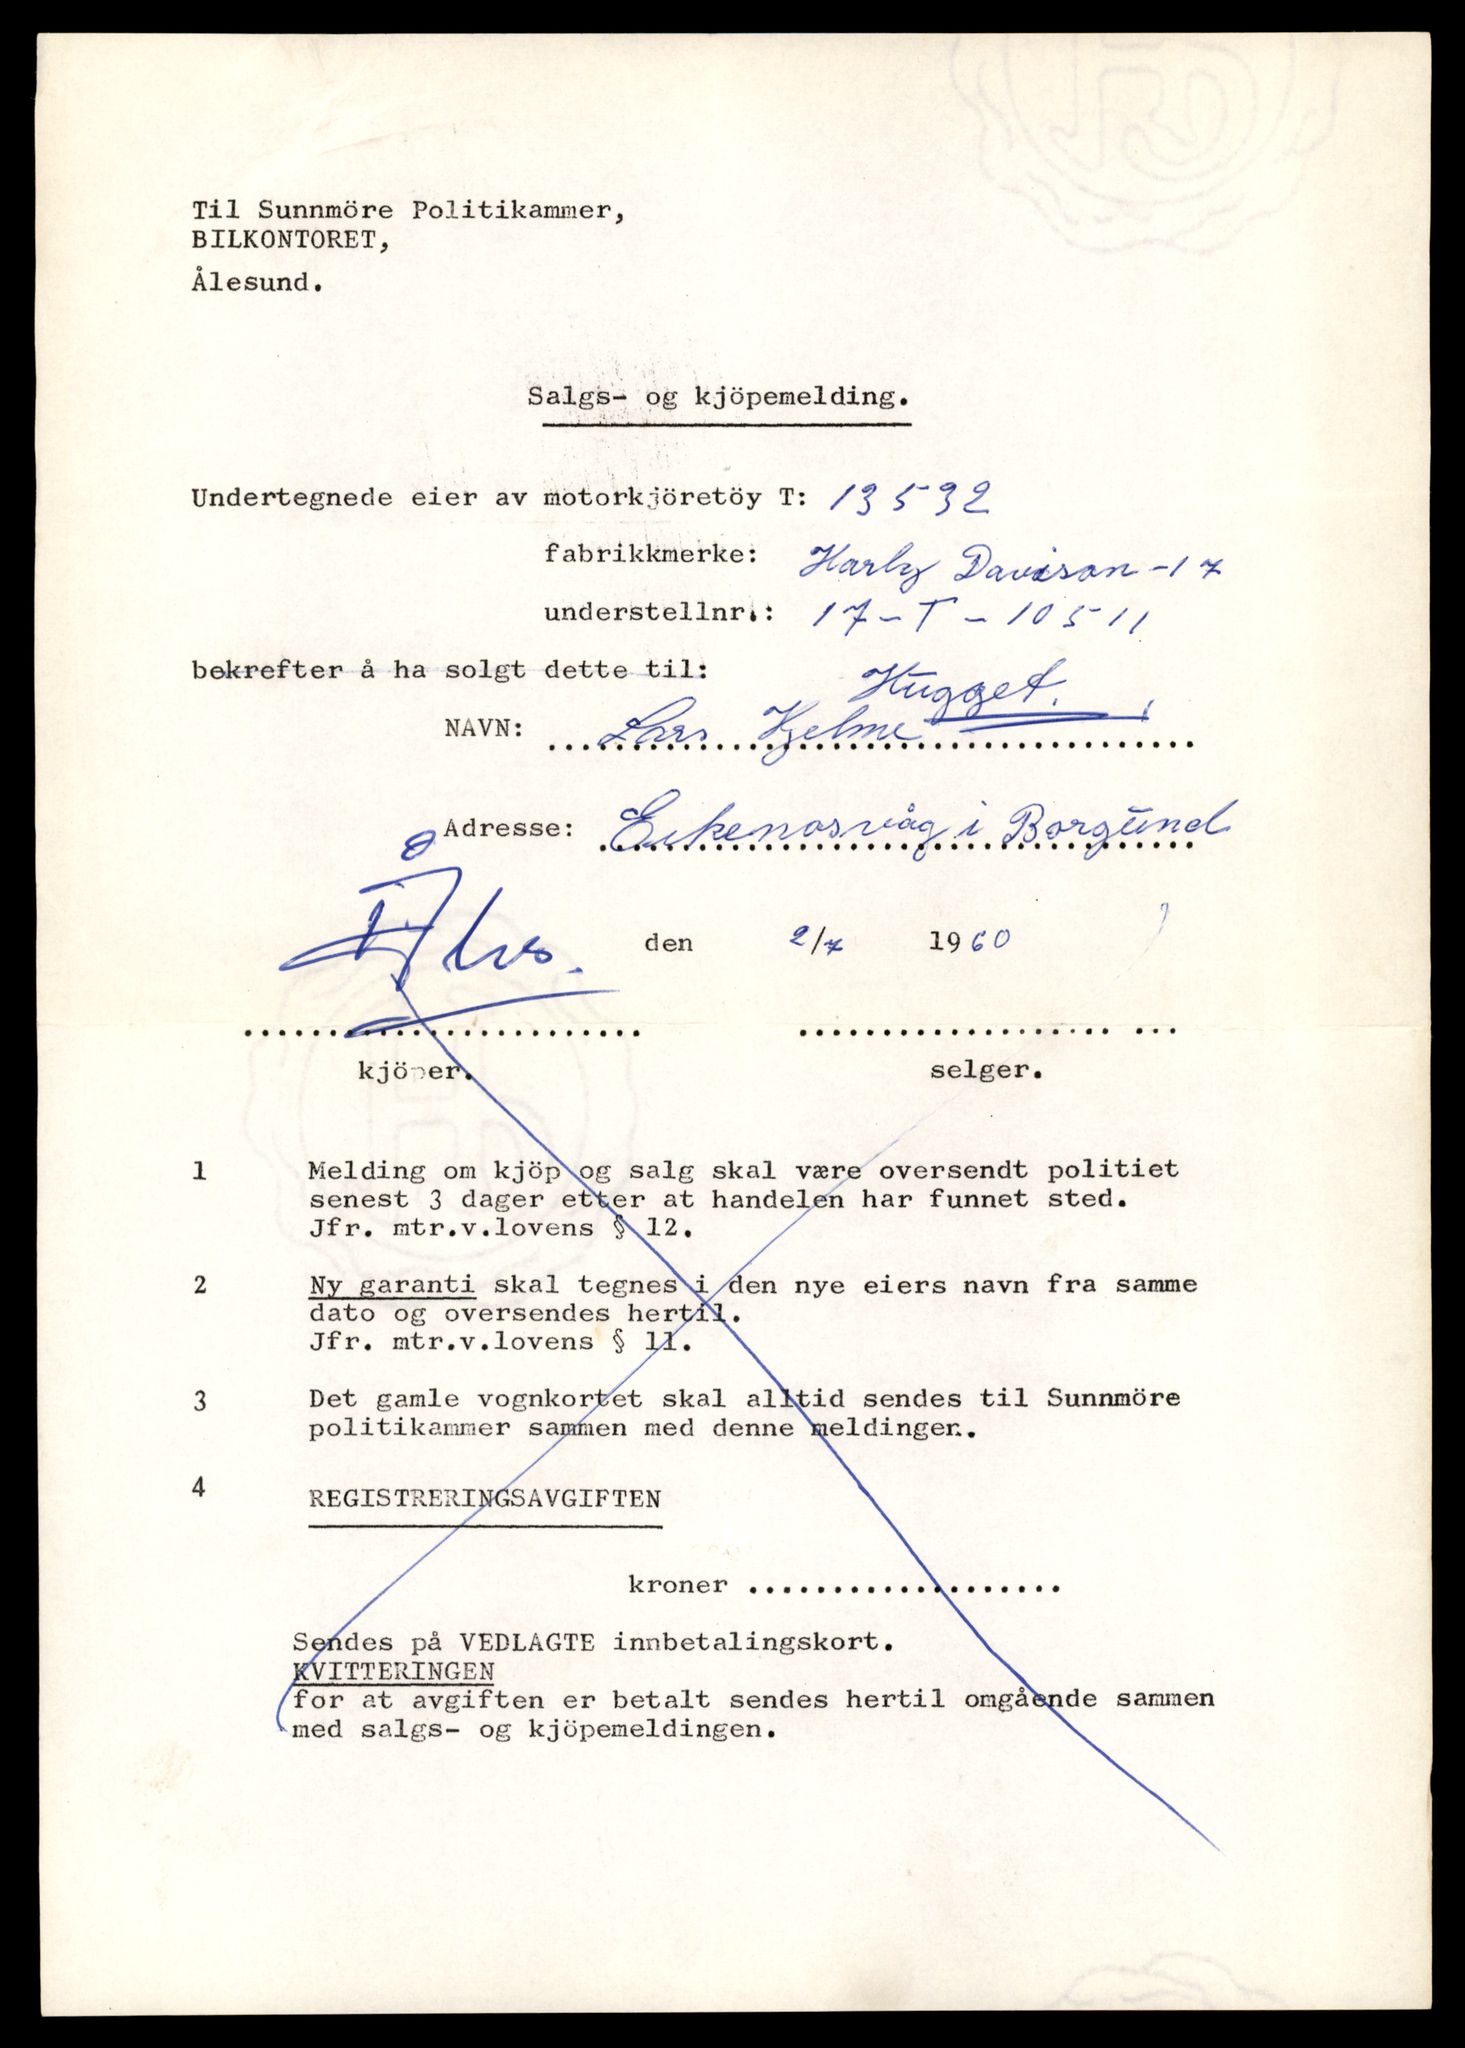 Til Sunnmöre Politikammer,
BILKONTORET,
Ålesund.
Salgs- og kjöpemelding.
Undertegnede eier av motorkjöretöy T: 13532
fabrikkmerke: Harly Davison -17
understellnr.: 17-T-10511
bekrefter å ha solgt dette til:
Hugget.
NAVN: Lars Hjelme
Adresse: Eikenosvåg i Borgund
den 2/7 1960
kjöper. selger.
1 Melding om kjöp og salg skal være oversendt politiet
senest 3 dager etter at handelen har funnet sted.
Jfr. mtr.v.lovens § 12.
2 Ny garanti skal tegnes i den nye eiers navn fra samme
dato og oversendes hertil.
Jfr. mtr.v.lovens § 11.
3 Det gamle vognkortet skal alltid sendes til Sunnmöre
politikammer sammen med denne meldingen.
4 REGISTRERINGSAVGIFTEN
kroner ...................
Sendes på VEDLAGTE innbetalingskort.
KVITTERINGEN
for at avgiften er betalt sendes hertil omgående sammen
med salgs- og kjöpemeldingen.